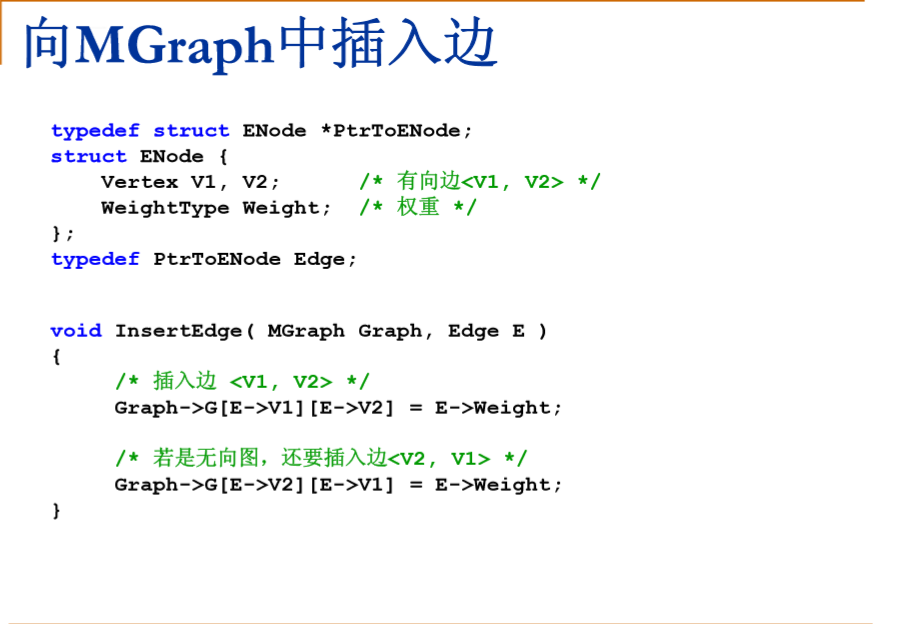 向MGraph中插入边
typedef struct ENode *PtrToENode;
struct ENode {
    Vertex V1, V2;      /* 有向边<V1, V2> */
    WeightType Weight;  /* 权重 */
};
typedef PtrToENode Edge;
void InsertEdge( MGraph Graph, Edge E )
{
     /* 插入边 <V1, V2> */
     Graph->G[E->V1][E->V2] = E->Weight;
     /* 若是无向图，还要插入边<V2, V1> */
     Graph->G[E->V2][E->V1] = E->Weight;
}